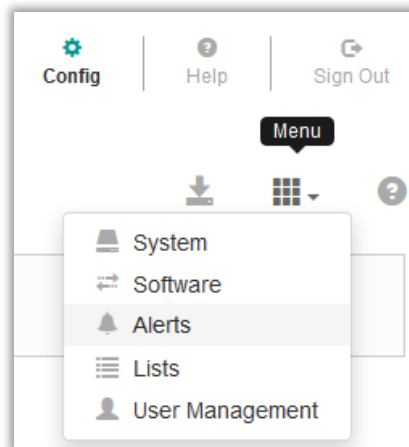 Config Help Sign Out
Menu
System
Software
Alerts
Lists
User Management